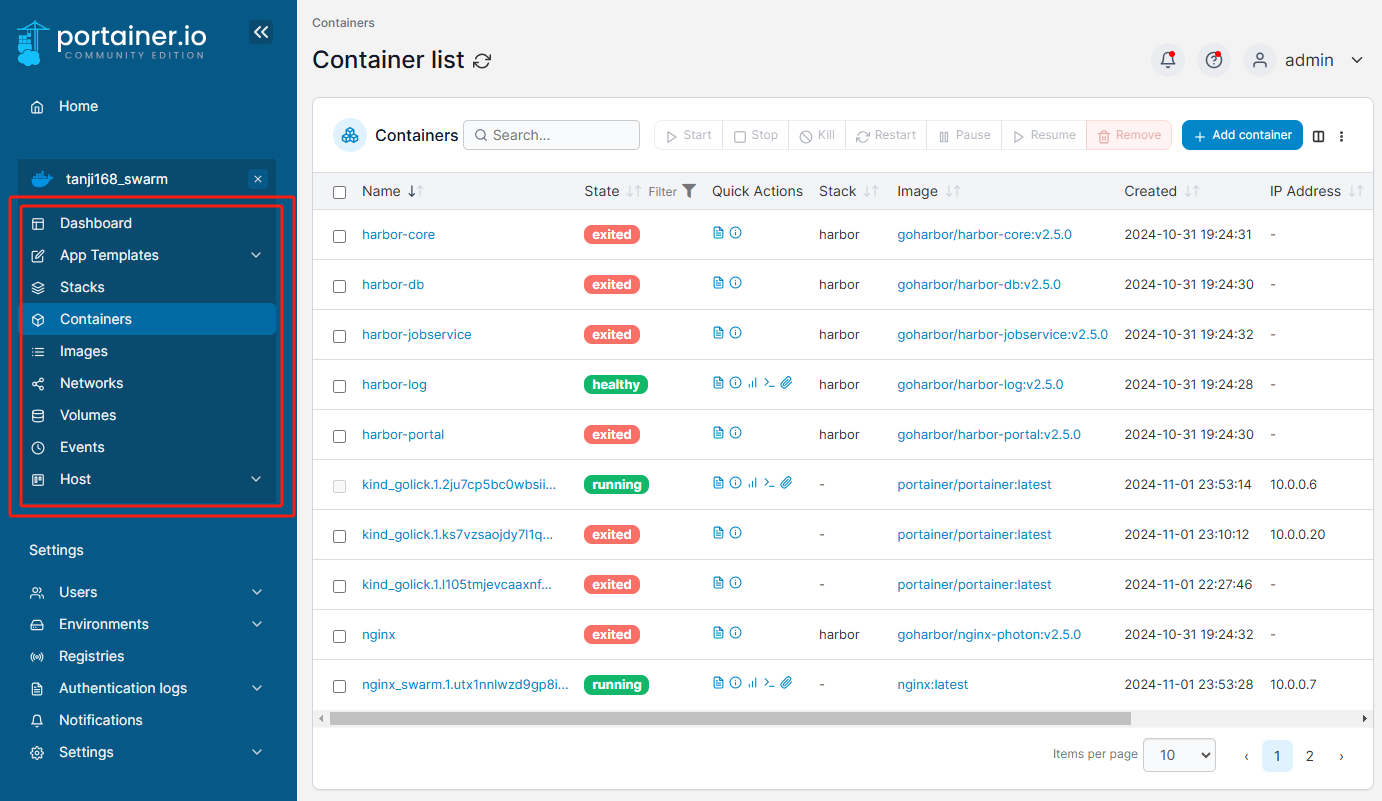 portainer.io
COMMUNITY EDITION
Home
tanji168_swarm
Dashboard
App Templates
Stacks
Containers
Images
Networks
Volumes
Events
Host
Settings
Users
Environments
Registries
Authentication logs
Notifications
Settings
Containers
Container list
admin
Containers Search... Start Stop Kill Restart Pause Resume Remove + Add container
Name State Filter Quick Actions Stack Image Created IP Address
harbor-core exited harbor goharbor/harbor-core:v2.5.0 2024-10-31 19:24:31 -
harbor-db exited harbor goharbor/harbor-db:v2.5.0 2024-10-31 19:24:30 -
harbor-jobservice exited harbor goharbor/harbor-jobservice:v2.5.0 2024-10-31 19:24:32 -
harbor-log healthy harbor goharbor/harbor-log:v2.5.0 2024-10-31 19:24:28 -
harbor-portal exited harbor goharbor/harbor-portal:v2.5.0 2024-10-31 19:24:30 -
kind_golick.1.2ju7cp5bc0wbsii... running - portainer/portainer:latest 2024-11-01 23:53:14 10.0.0.6
kind_golick.1.ks7vzsaojdy7l1q... exited - portainer/portainer:latest 2024-11-01 23:10:12 10.0.0.20
kind_golick.1.l105tmjevcaaxnf... exited - portainer/portainer:latest 2024-11-01 22:27:46 -
nginx exited harbor goharbor/nginx-photon:v2.5.0 2024-10-31 19:24:32 -
nginx_swarm.1.utx1nnlwzd9gp8i... running - nginx:latest 2024-11-01 23:53:28 10.0.0.7
Items per page 10 ‹ 1 2 ›